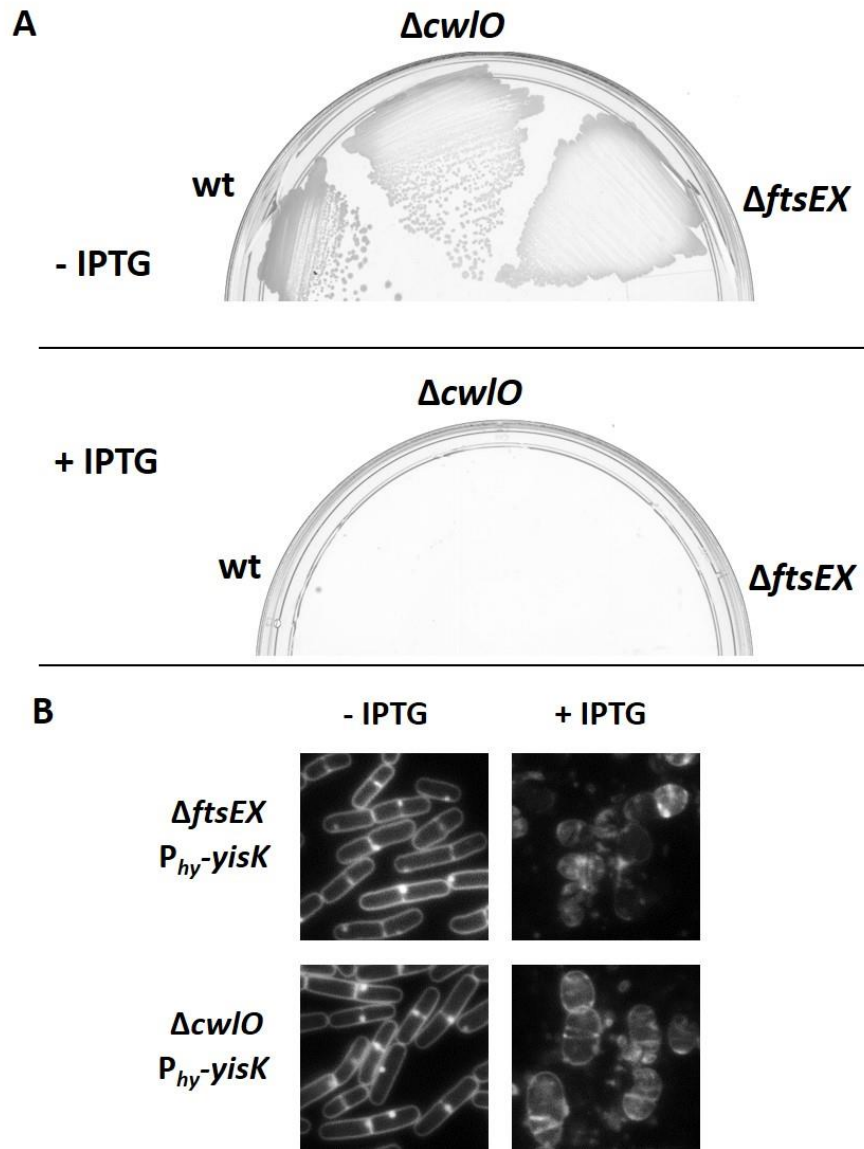 A
ΔcwlO
wt
ΔftsEX
- IPTG
ΔcwlO
+ IPTG
wt
ΔftsEX
B
- IPTG + IPTG
ΔftsEX
Phy-yisK
ΔcwlO
Phy-yisK